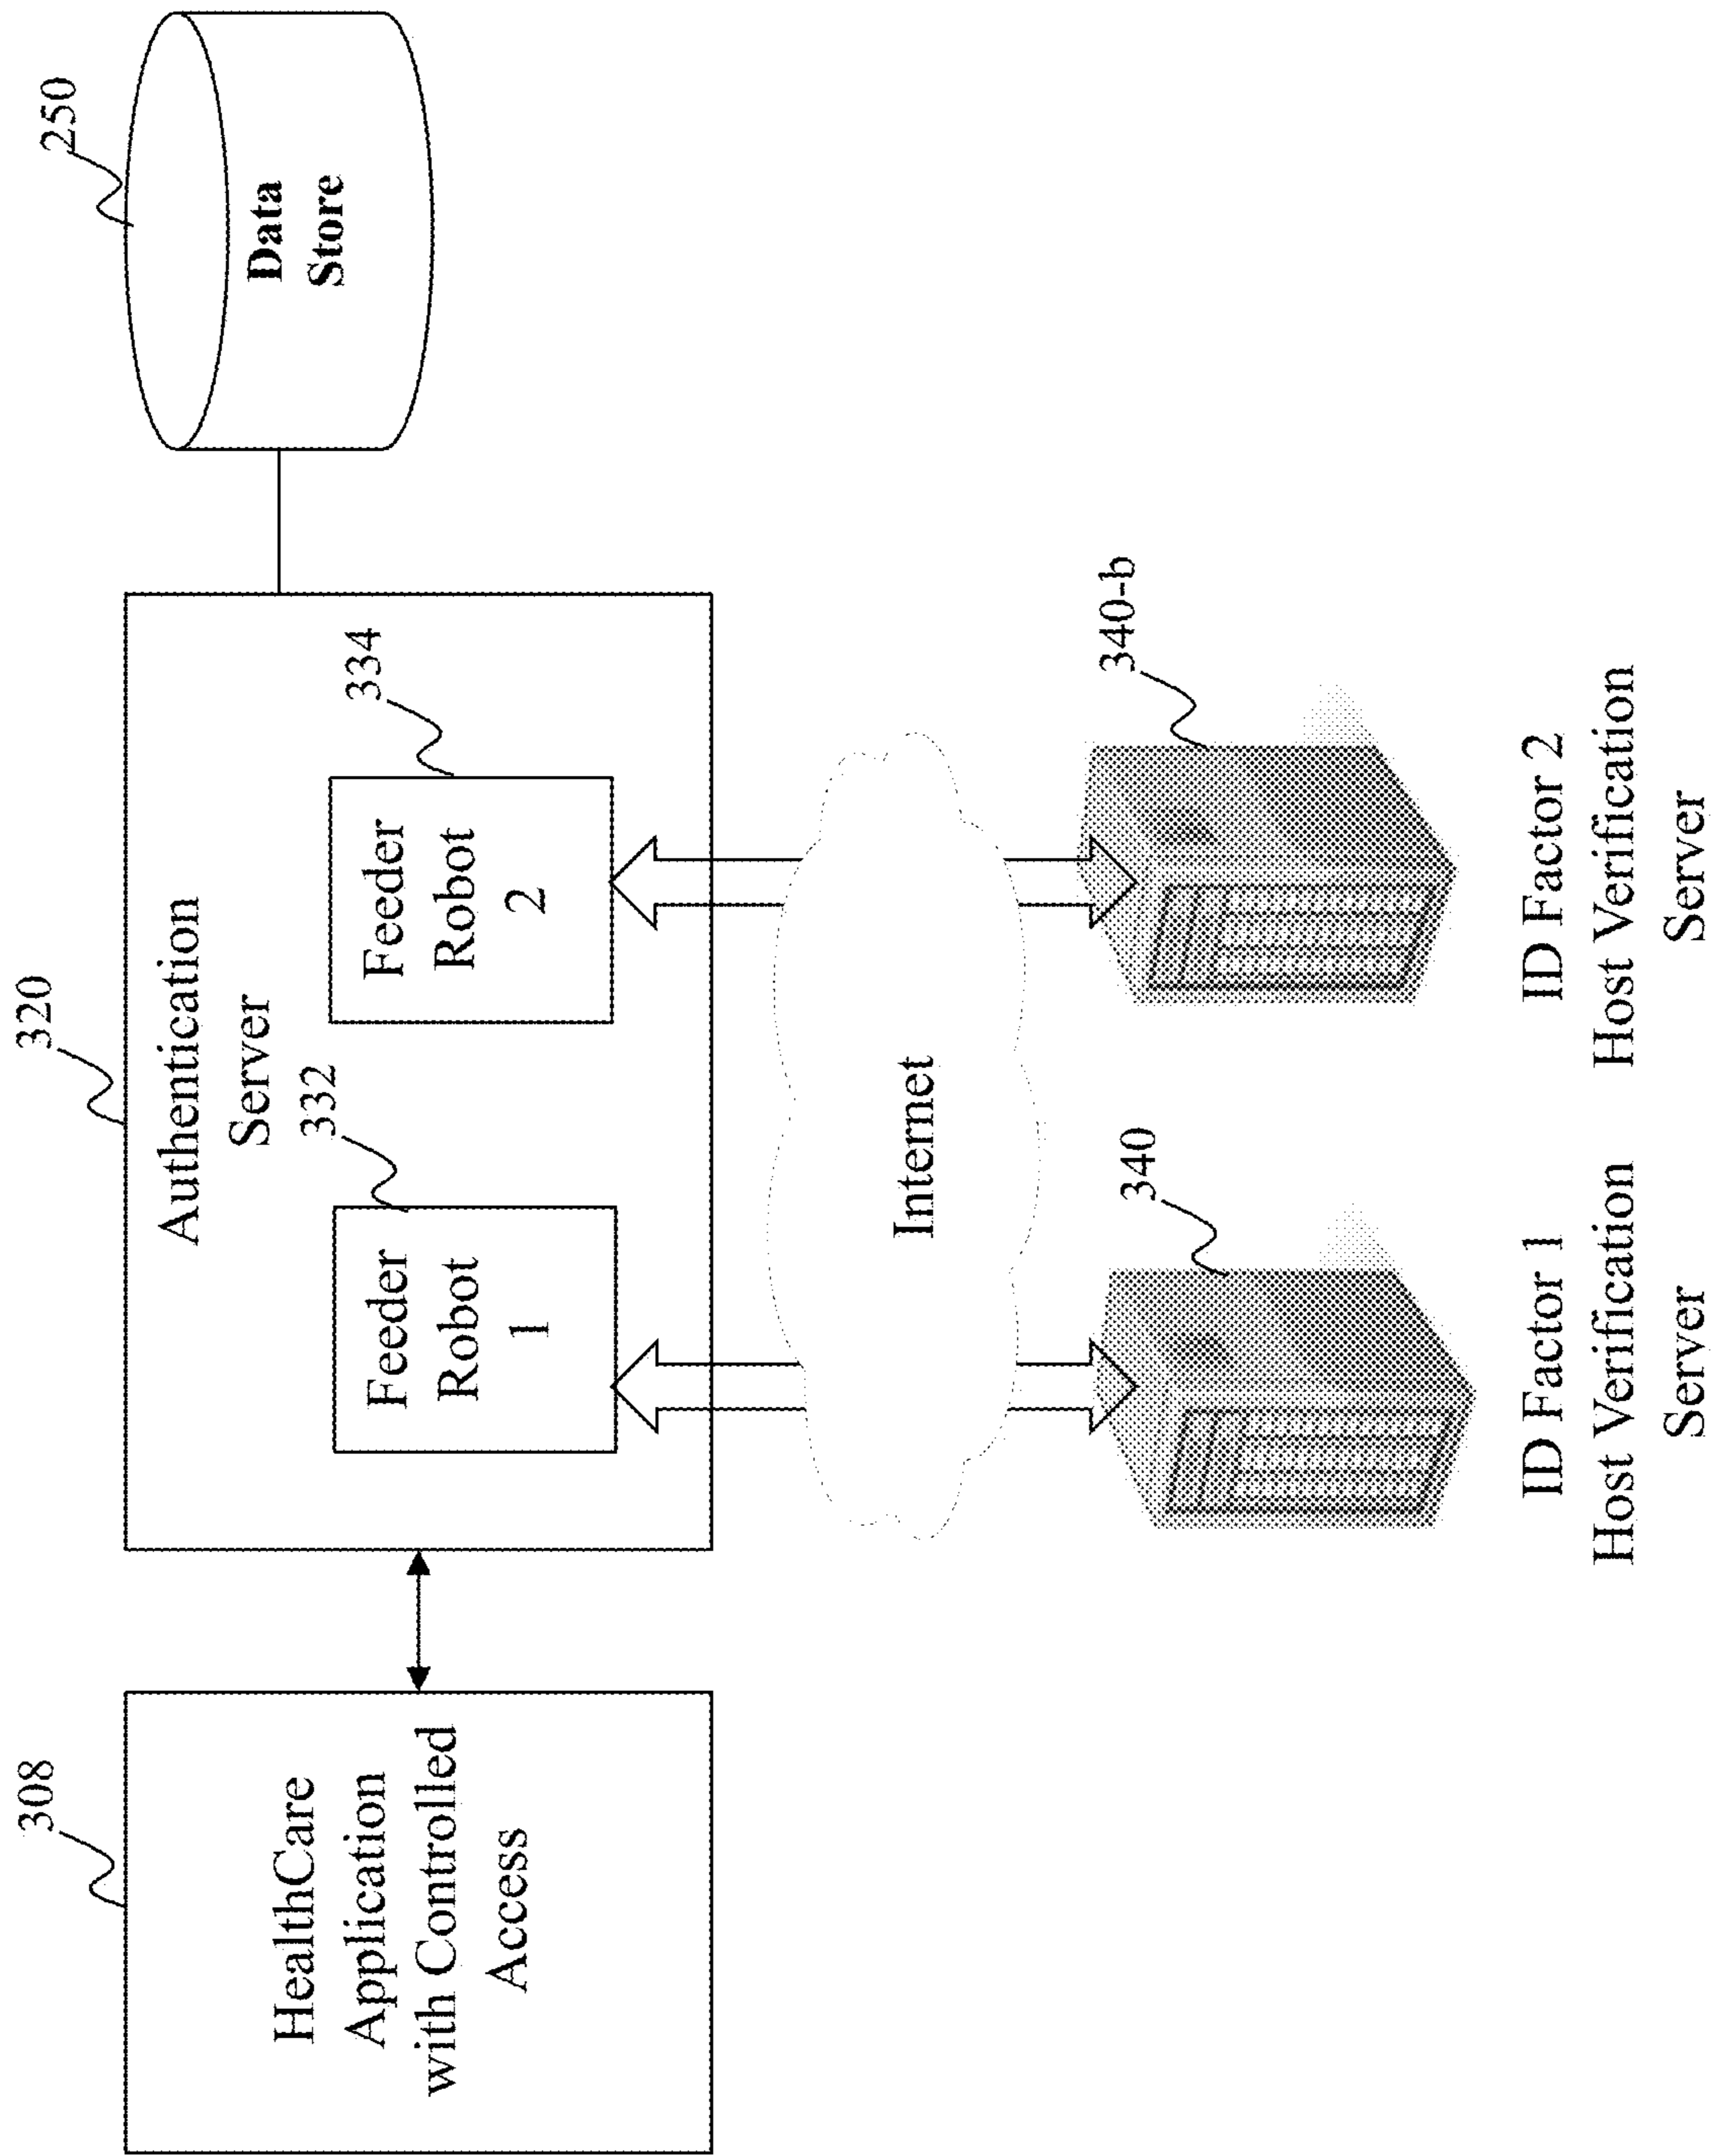 308
HealthCare
Application
with Controlled
Access
320
Authentication
Server
332
Feeder
Robot
1
334
Feeder
Robot
2
250
Data
Store
Internet
340
ID Factor 1
Host Verification
Server
340-b
ID Factor 2
Host Verification
Server